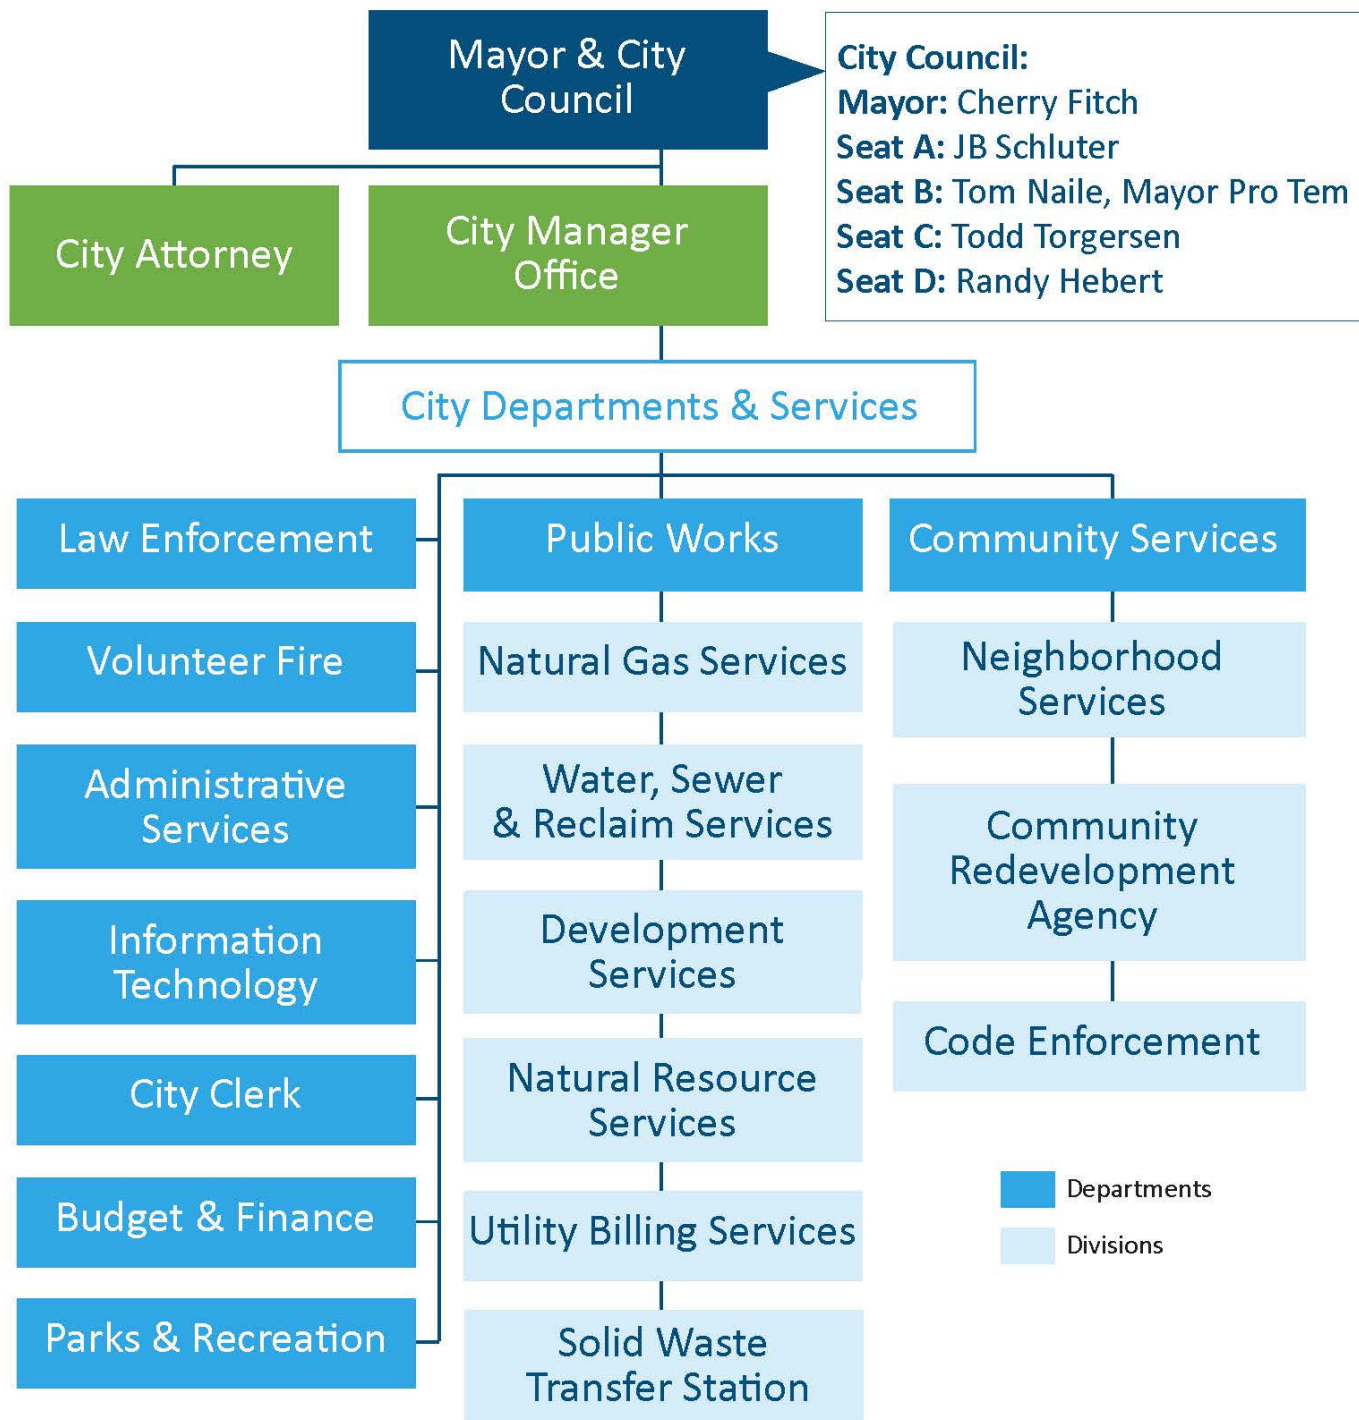 Mayor & City
Council
City Council:
Mayor: Cherry Fitch
Seat A: JB Schluter
Seat B: Tom Naile, Mayor Pro Tem
Seat C: Todd Torgersen
Seat D: Randy Hebert
City Attorney
City Manager
Office
City Departments & Services
Law Enforcement
Volunteer Fire
Administrative
Services
Information
Technology
City Clerk
Budget & Finance
Parks & Recreation
Public Works
Natural Gas Services
Water, Sewer
& Reclaim Services
Development
Services
Natural Resource
Services
Utility Billing Services
Solid Waste
Transfer Station
Community Services
Neighborhood
Services
Community
Redevelopment
Agency
Code Enforcement
Departments
Divisions